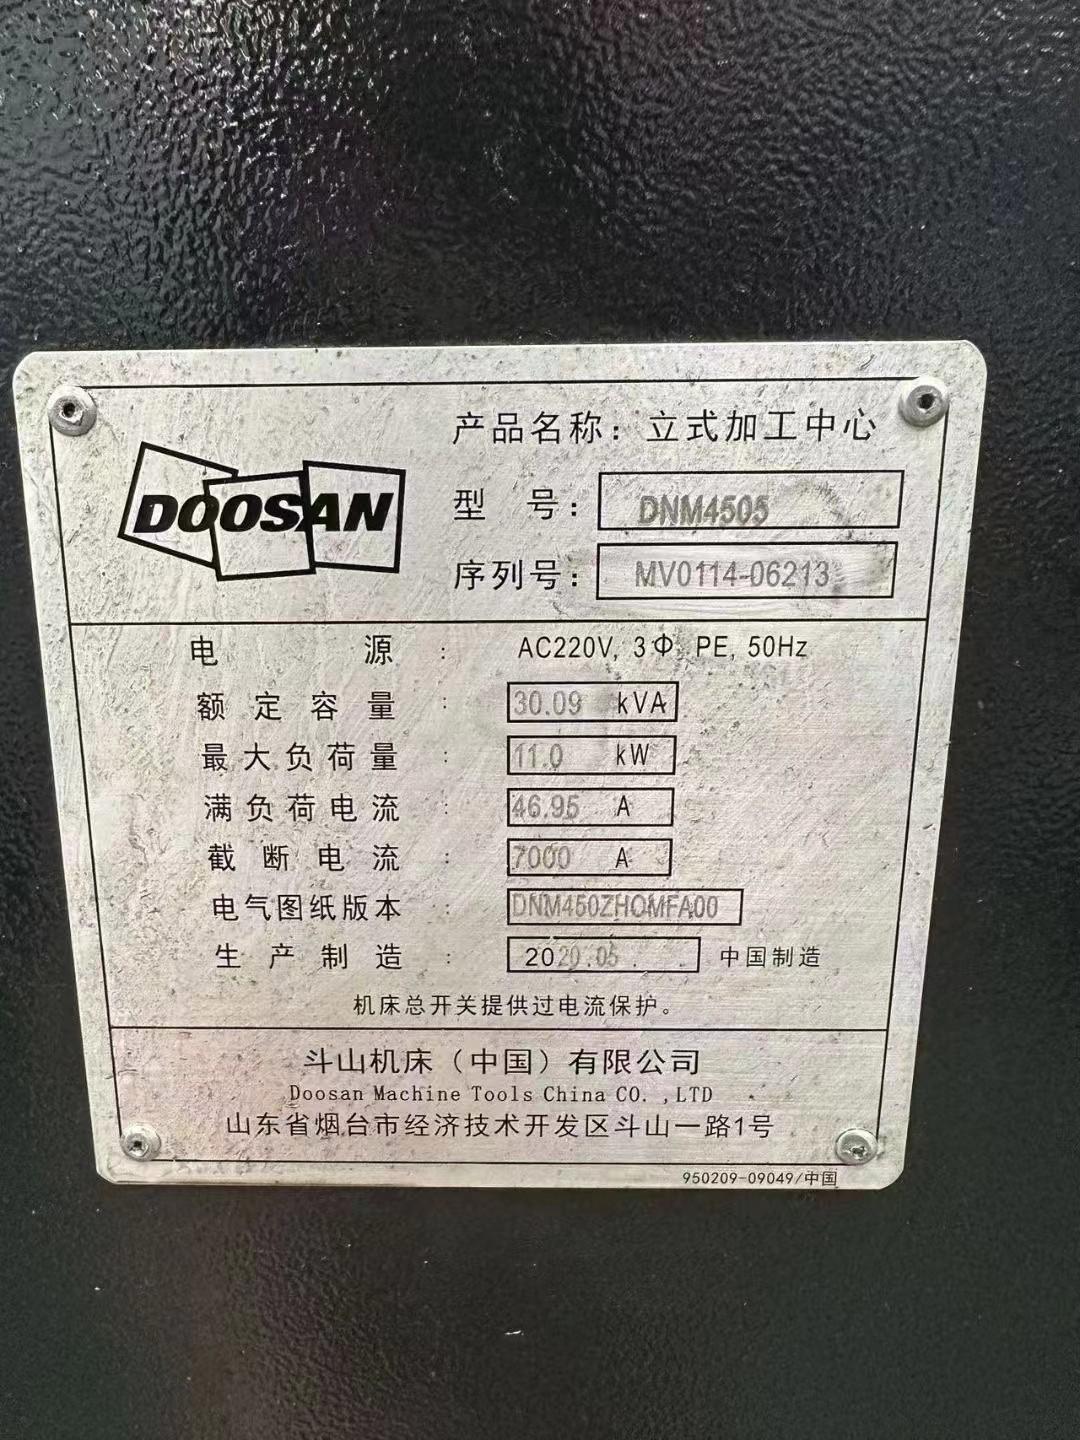 DOOSAN
产品名称：立式加工中心
型 号：DNM4505
序列号：MV0114-06213
电 源：AC220V, 3Φ, PE, 50Hz
额定容量：30.09 kVA
最大负荷量：11.0 kW
满负荷电流：46.95 A
截断电流：7000 A
电气图纸版本：DNM450ZHOMFA00
生产制造：2020.05. . 中国制造
机床总开关提供过电流保护。
斗山机床（中国）有限公司
Doosan Machine Tools China CO. ,LTD
山东省烟台市经济技术开发区斗山一路1号
950209-09049/中国